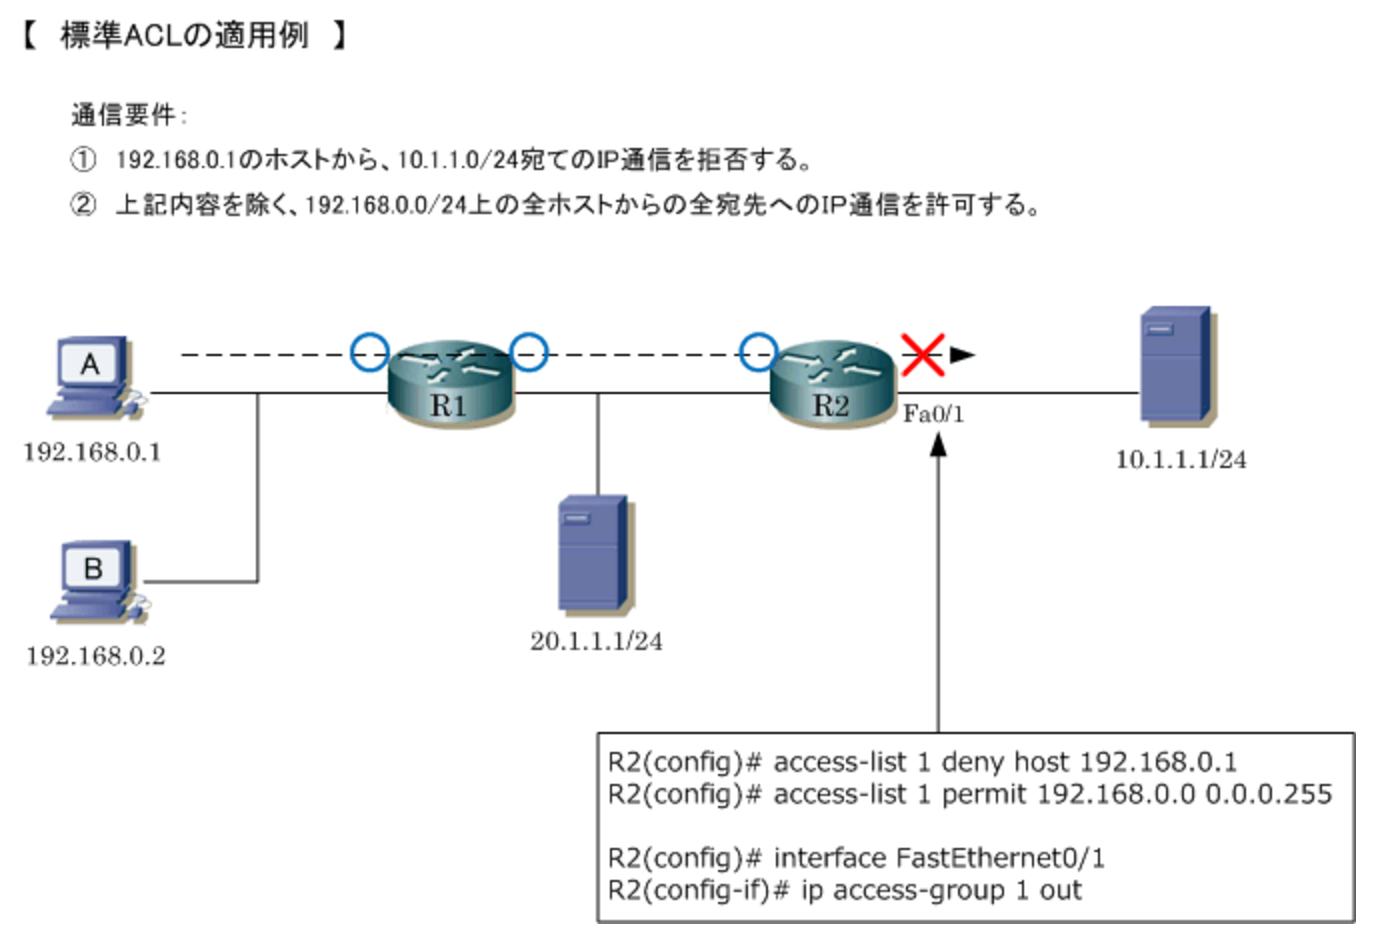 【 標準ACLの適用例 】
通信要件:
① 192.168.0.1のホストから、10.1.1.0/24宛てのIP通信を拒否する。
② 上記内容を除く、192.168.0.0/24上の全ホストからの全宛先へのIP通信を許可する。
A
R1
R2
Fa0/1
192.168.0.1
10.1.1.1/24
B
20.1.1.1/24
192.168.0.2
R2(config)# access-list 1 deny host 192.168.0.1
R2(config)# access-list 1 permit 192.168.0.0 0.0.0.255
R2(config)# interface FastEthernet0/1
R2(config-if)# ip access-group 1 out